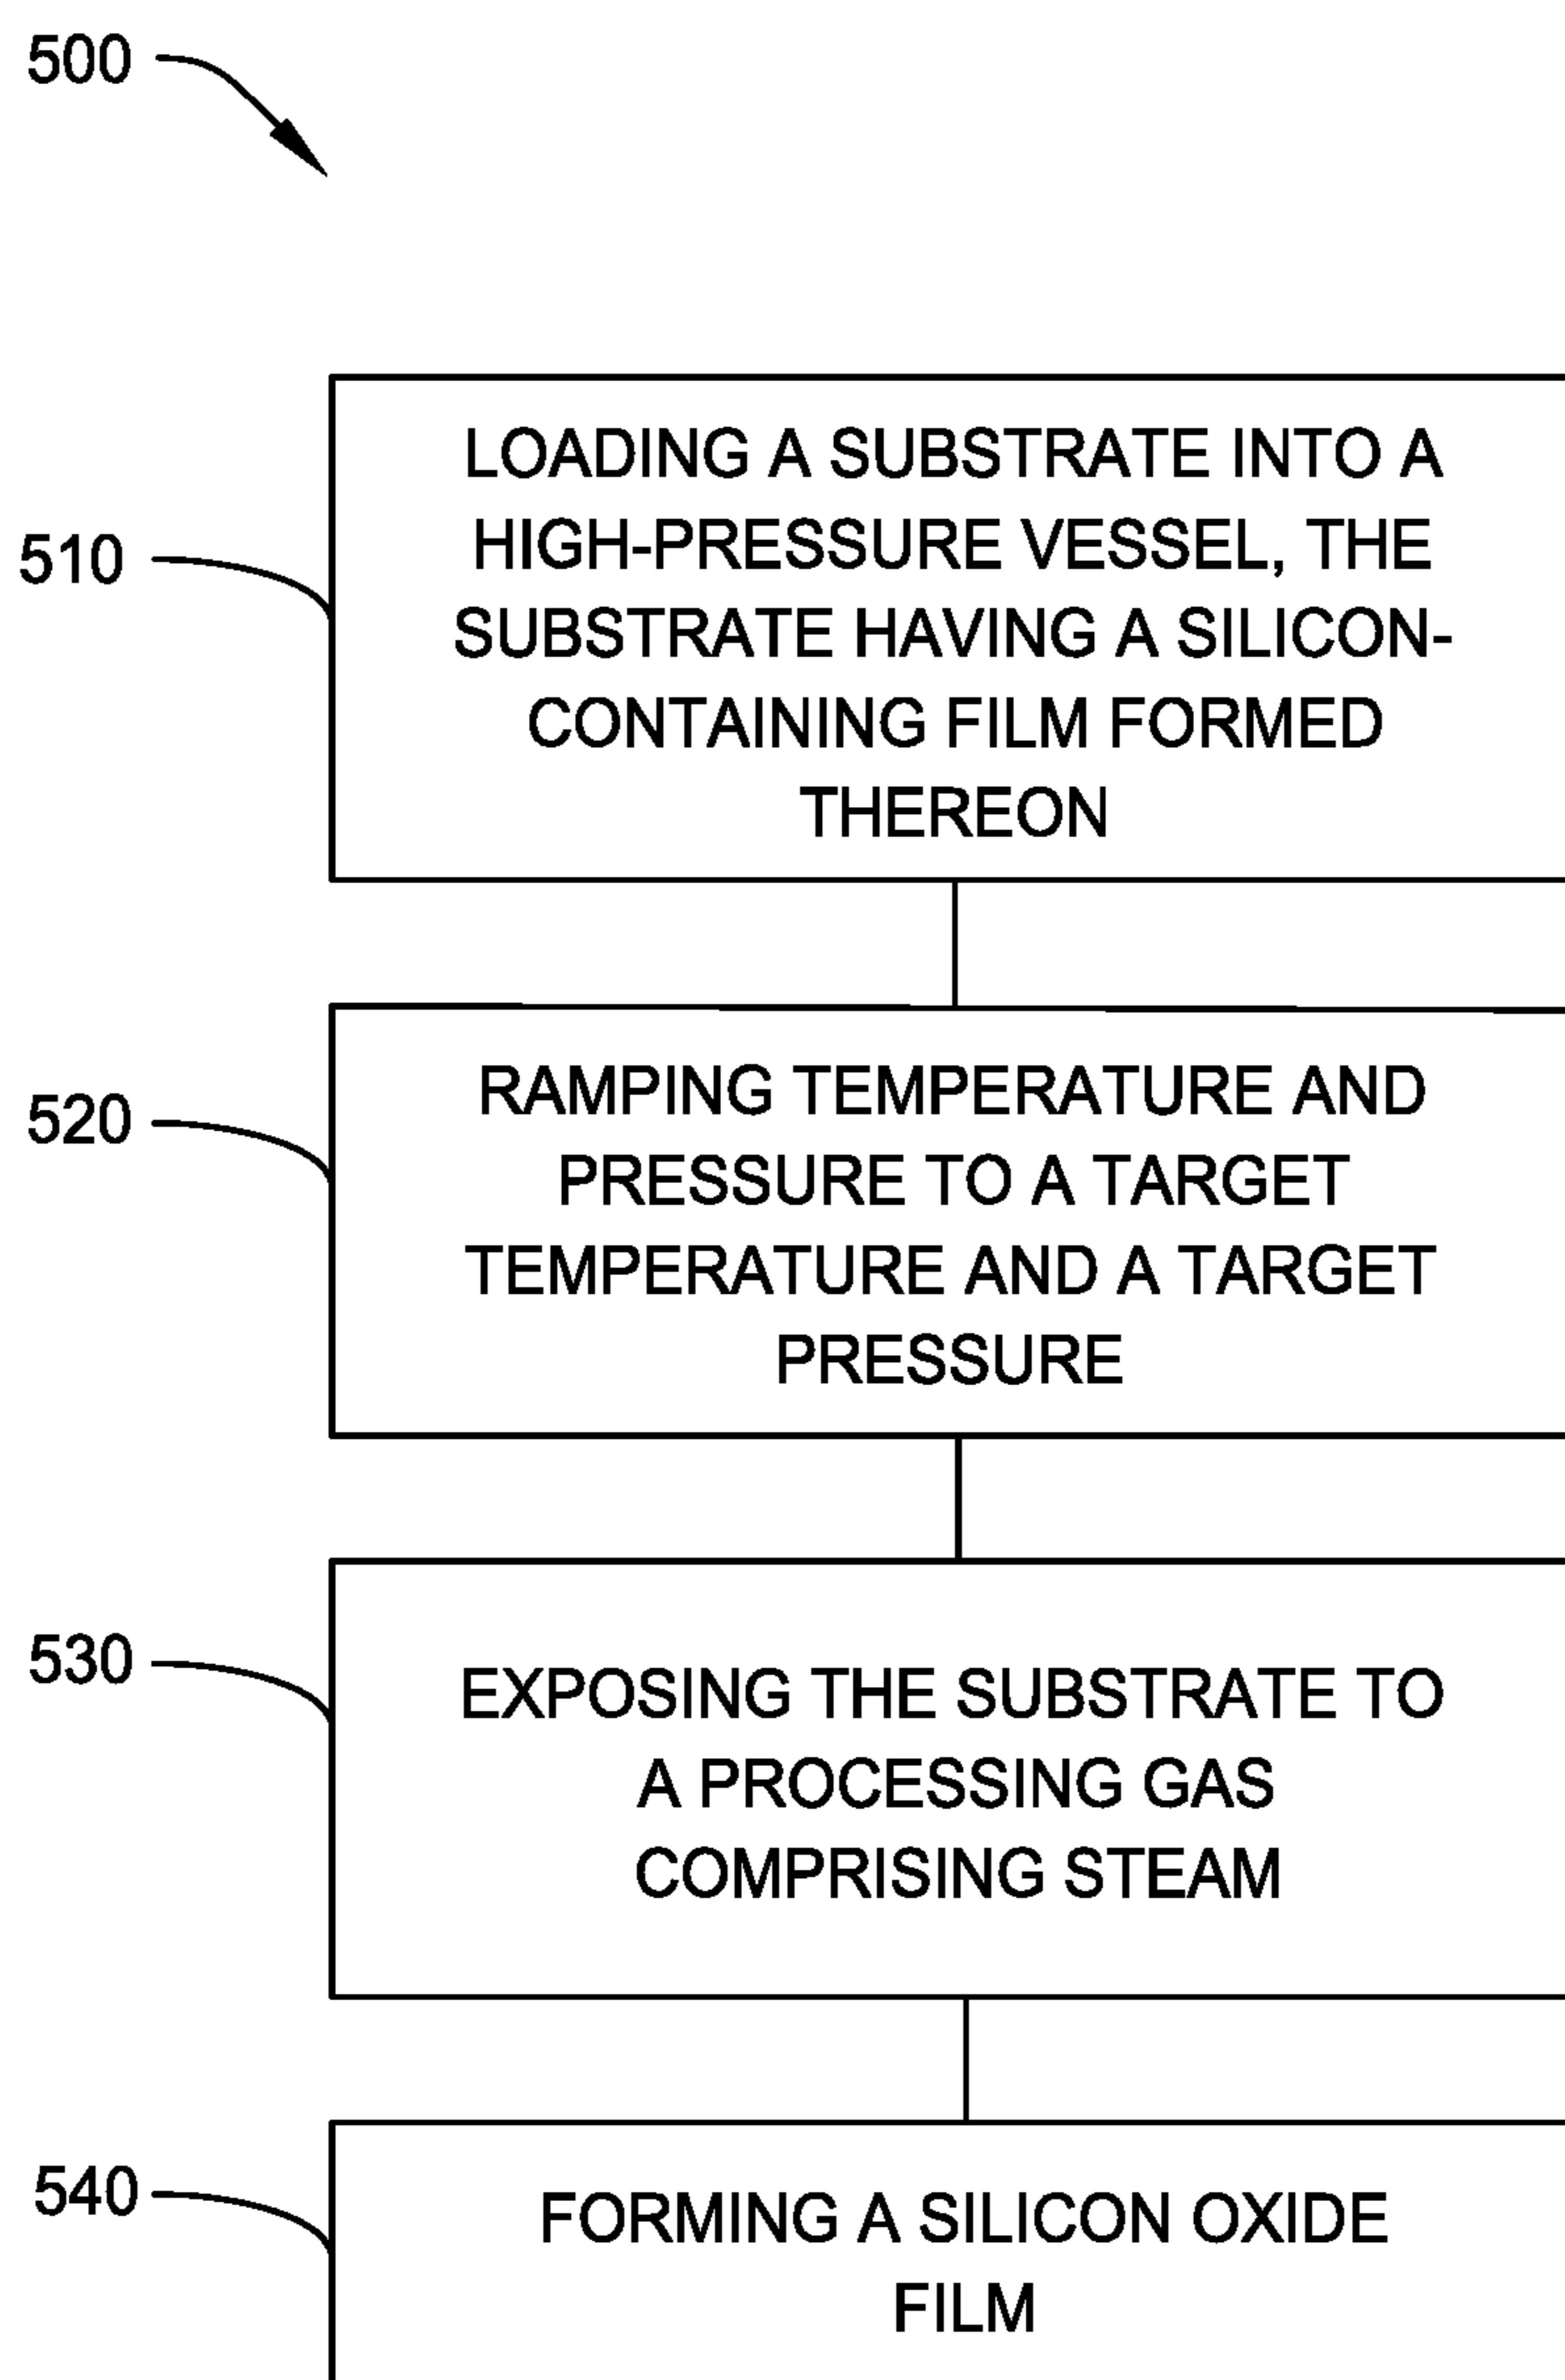 500
510
LOADING A SUBSTRATE INTO A
HIGH-PRESSURE VESSEL, THE
SUBSTRATE HAVING A SILICON-
CONTAINING FILM FORMED
THEREON
520
RAMPING TEMPERATURE AND
PRESSURE TO A TARGET
TEMPERATURE AND A TARGET
PRESSURE
530
EXPOSING THE SUBSTRATE TO
A PROCESSING GAS
COMPRISING STEAM
540
FORMING A SILICON OXIDE
FILM